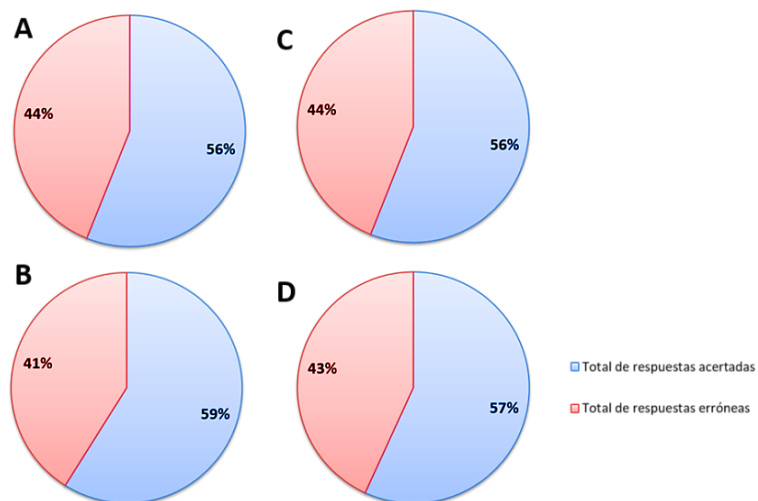 A
44%
56%
C
44%
56%
B
41%
59%
D
43%
57%
Total de respuestas acertadas
Total de respuestas erróneas